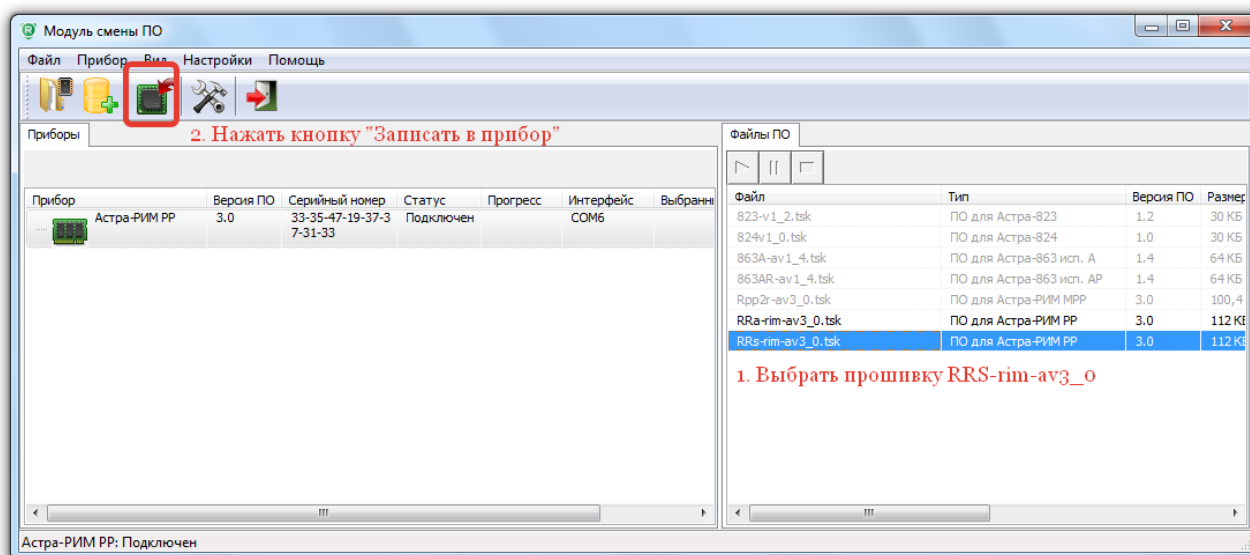 Модуль смены ПО
Файл Прибор Вид Настройки Помощь
Приборы
2. Нажать кнопку "Записать в прибор"
Файлы ПО
Прибор Версия ПО Серийный номер Статус Прогресс Интерфейс Выбранн
Астра-РИМ РР 3.0 33-35-47-19-37-3 Подключен COM6
7-31-33
Файл Тип Версия ПО Размер
823-v1_2.tsk ПО для Астра-823 1.2 30 КБ
824v1_0.tsk ПО для Астра-824 1.0 30 КБ
863A-av1_4.tsk ПО для Астра-863 исп. А 1.4 64 КБ
863AR-av1_4.tsk ПО для Астра-863 исп. АР 1.4 64 КБ
Rpp2r-av3_0.tsk ПО для Астра-РИМ МРР 3.0 100,4
RRa-rim-av3_0.tsk ПО для Астра-РИМ РР 3.0 112 КБ
RRs-rim-av3_0.tsk ПО для Астра-РИМ РР 3.0 112 КБ
1. Выбрать прошивку RRS-rim-av3_0
Астра-РИМ РР: Подключен